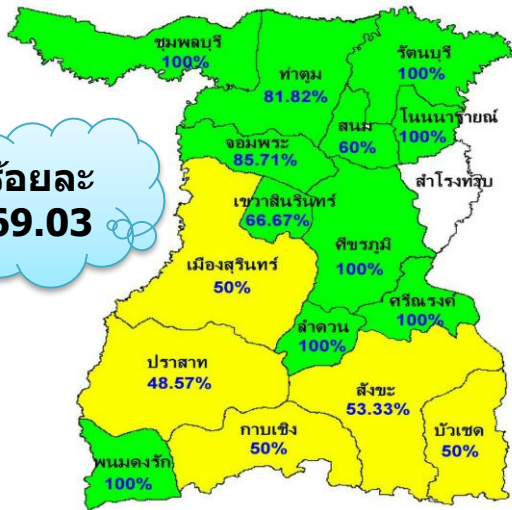 ชุมพลบุรี
100%
ท่าตูม
81.82%
รัตนบุรี
100%
สนม
60%
โนนนารายณ์
100%
จอมพระ
85.71%
สำโรงทาบ
ร้อยละ
69.03
เขวาสินรินทร์
66.67%
ศีขรภูมิ
100%
เมืองสุรินทร์
50%
ศรีณรงค์
100%
ลำดวน
100%
ปราสาท
48.57%
สังขะ
53.33%
กาบเชิง
50%
บัวเชด
50%
พนมดงรัก
100%